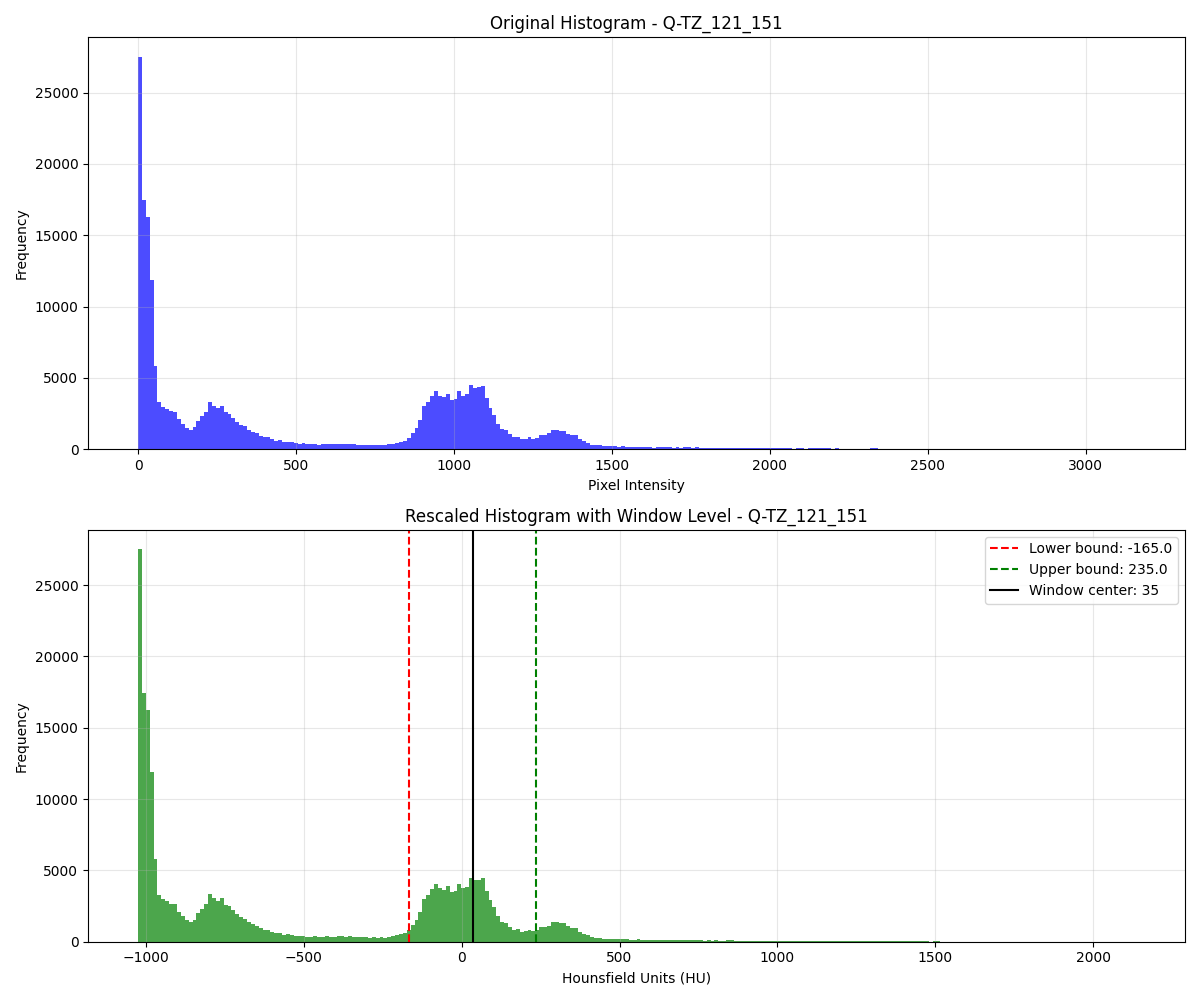 Original Histogram - Q-TZ_121_151
25000
20000
15000
10000
5000
0
Frequency
0 500 1000 1500 2000 2500 3000
Pixel Intensity
Rescaled Histogram with Window Level - Q-TZ_121_151
Lower bound: -165.0
Upper bound: 235.0
Window center: 35
25000
20000
15000
10000
5000
0
Frequency
−1000 −500 0 500 1000 1500 2000
Hounsfield Units (HU)